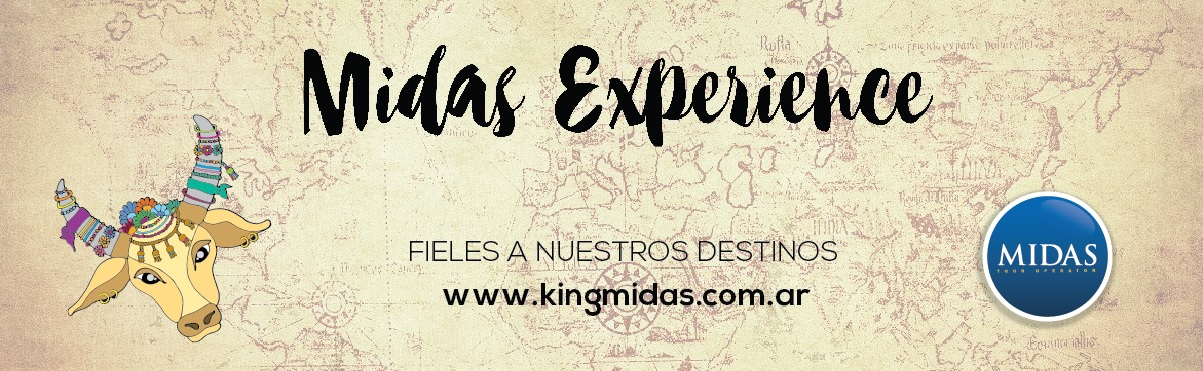 Midas Experience
FIELES A NUESTROS DESTINOS
www.kingmidas.com.ar
MIDAS
TOUR OPERATOR